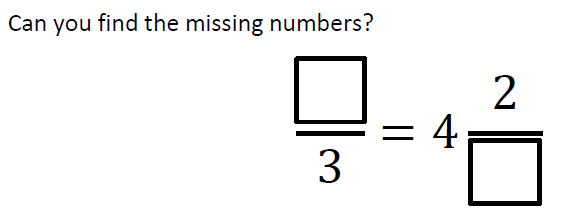 Can you find the missing numbers?
□/3 = 4 2/□